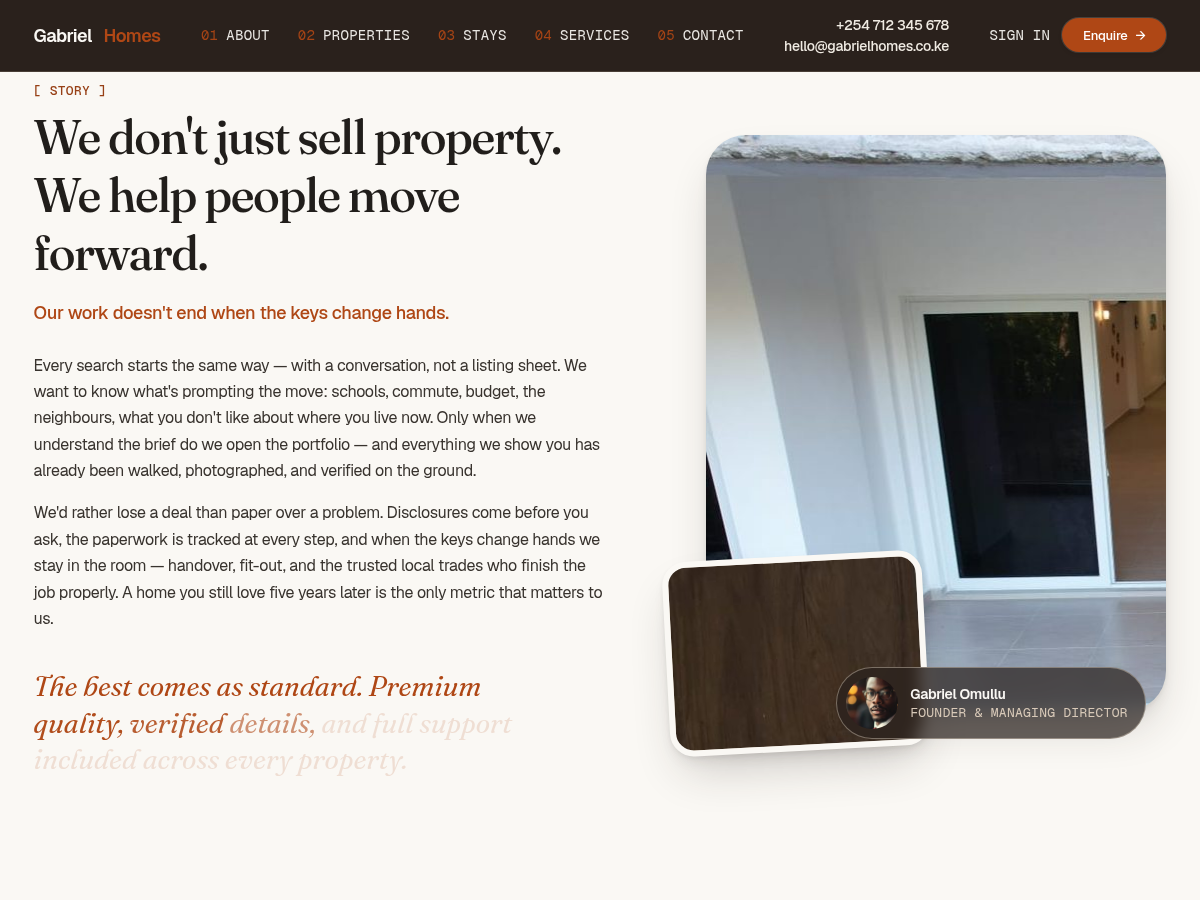 Gabriel Homes
01 ABOUT
02 PROPERTIES
03 STAYS
04 SERVICES
05 CONTACT
+254 712 345 678
hello@gabrielhomes.co.ke
SIGN IN
Enquire →
[ STORY ]
We don't just sell property.
We help people move
forward.
Our work doesn't end when the keys change hands.
Every search starts the same way — with a conversation, not a listing sheet. We
want to know what's prompting the move: schools, commute, budget, the
neighbours, what you don't like about where you live now. Only when we
understand the brief do we open the portfolio — and everything we show you has
already been walked, photographed, and verified on the ground.
We'd rather lose a deal than paper over a problem. Disclosures come before you
ask, the paperwork is tracked at every step, and when the keys change hands we
stay in the room — handover, fit-out, and the trusted local trades who finish the
job properly. A home you still love five years later is the only metric that matters to
us.
The best comes as standard. Premium
quality, verified details, and full support
included across every property.
Gabriel Omullu
FOUNDER & MANAGING DIRECTOR